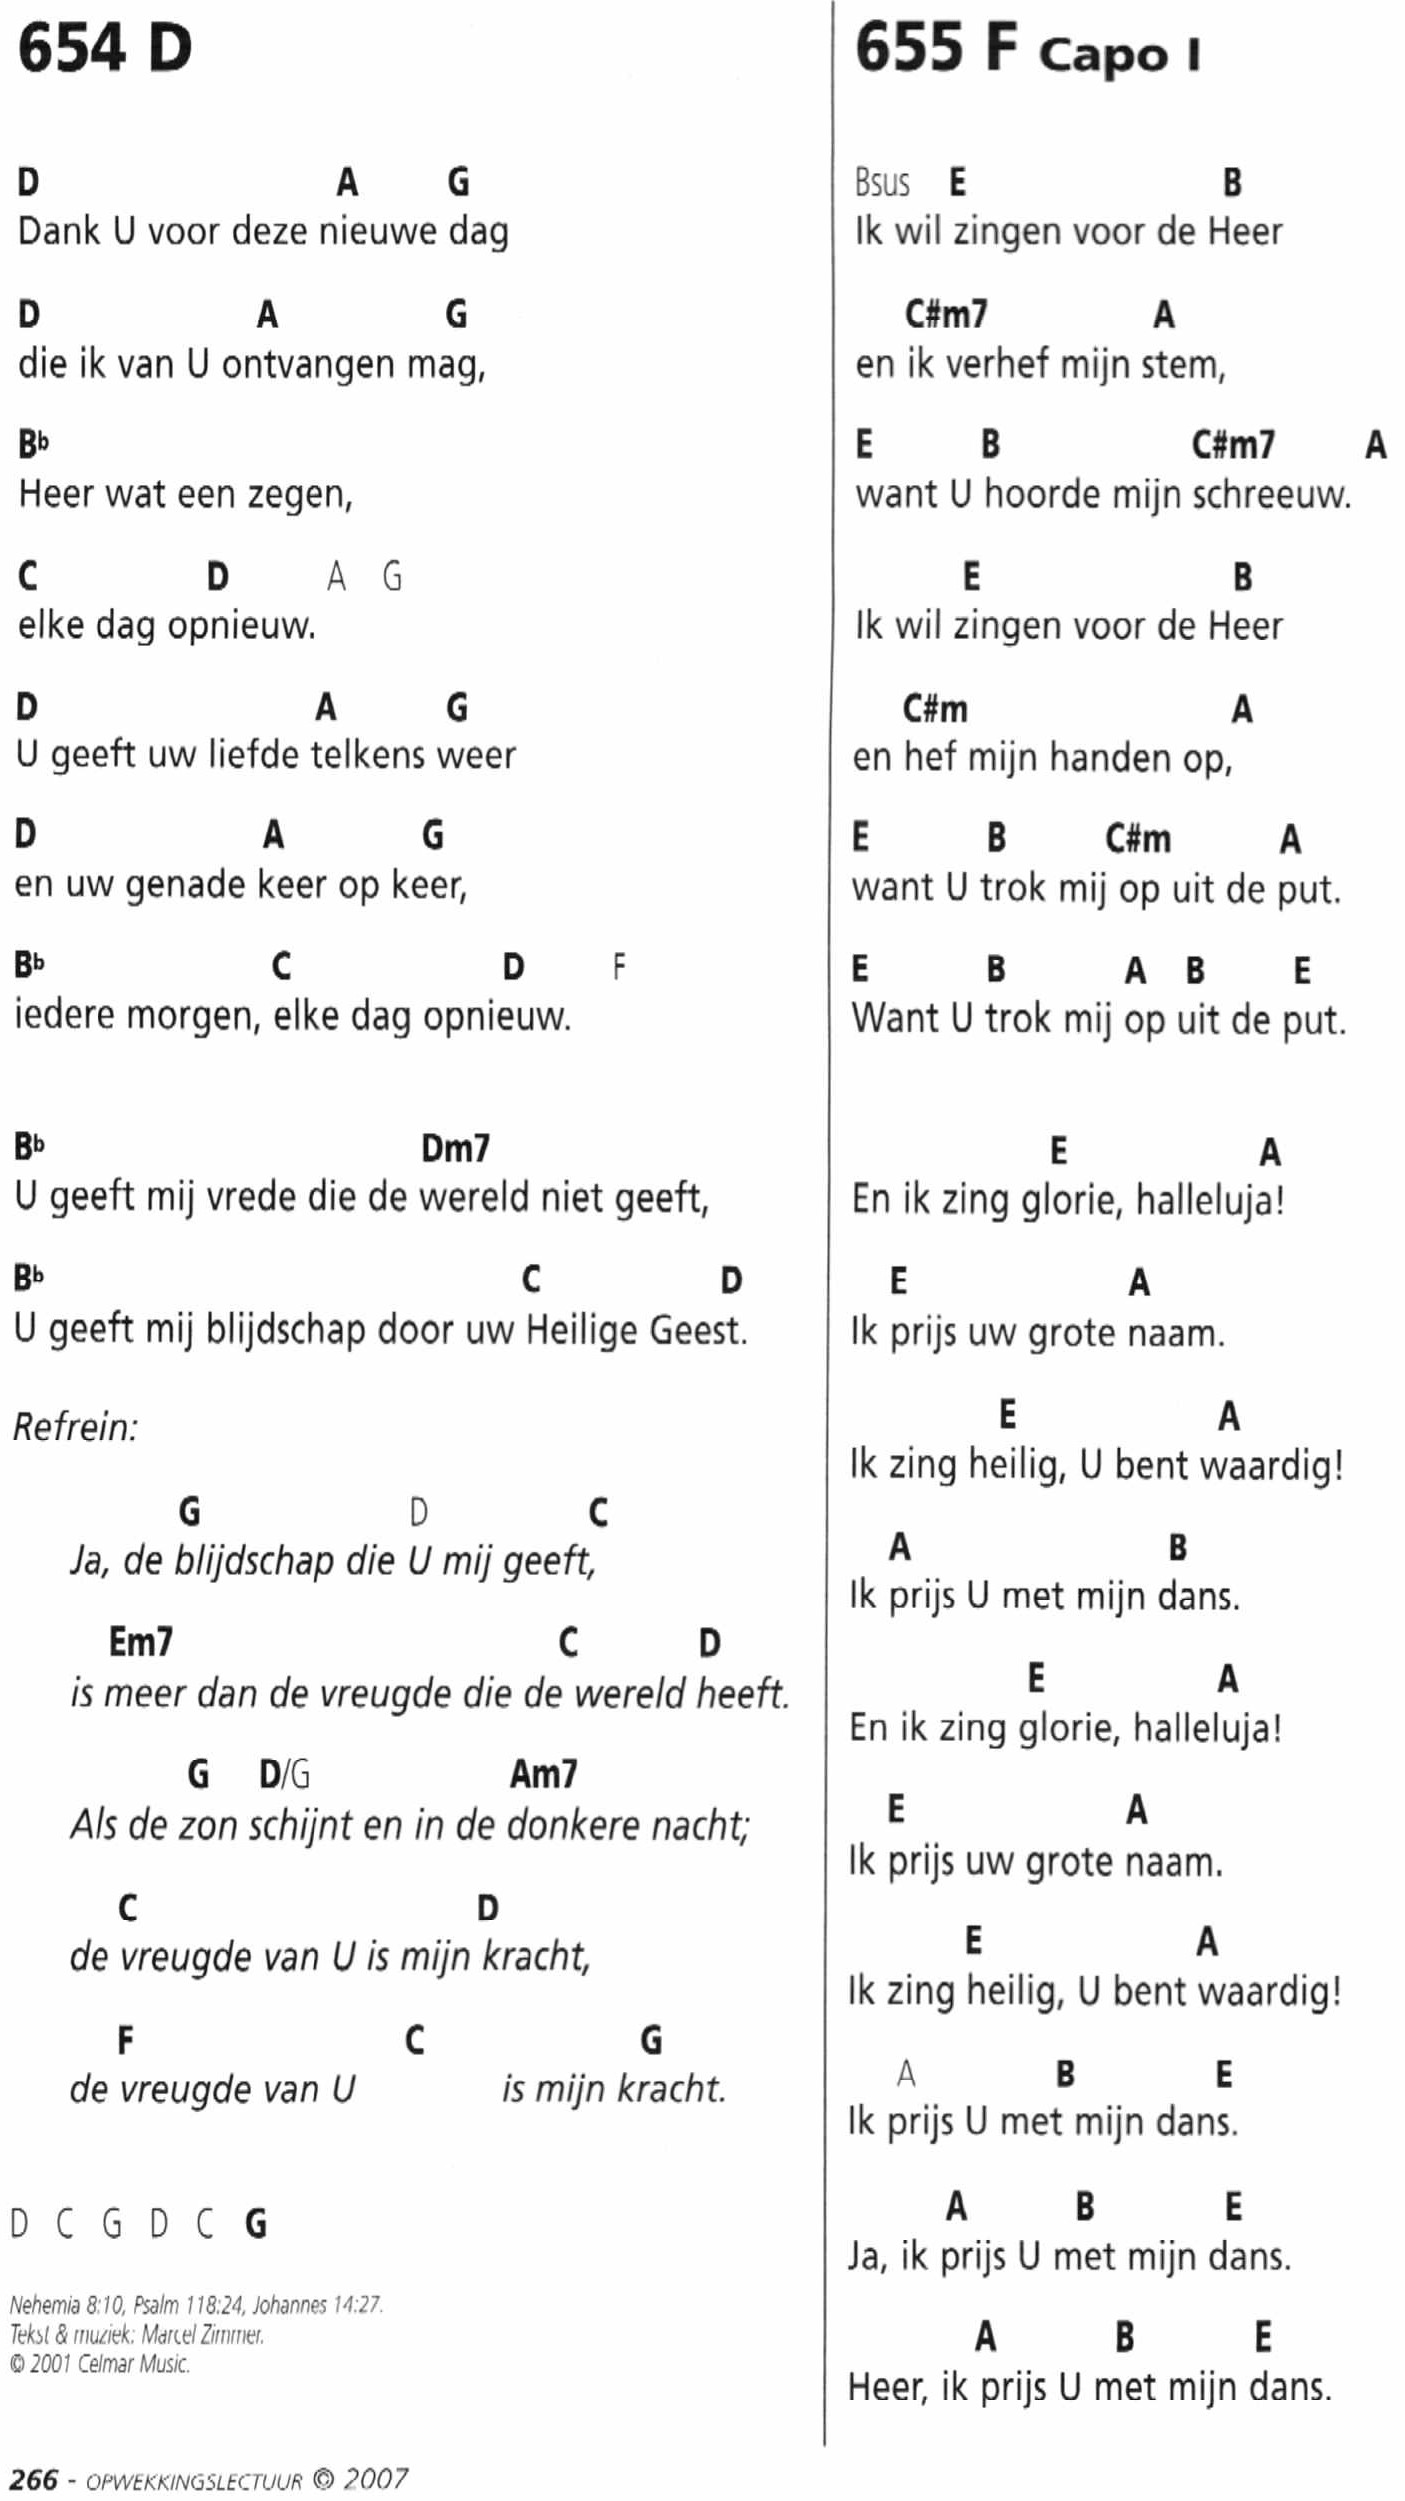 654 D
D A G
Dank U voor deze nieuwe dag
D A G
die ik van U ontvangen mag,
Bb
Heer wat een zegen,
C D A G
elke dag opnieuw.
D A G
U geeft uw liefde telkens weer
D A G
en uw genade keer op keer,
Bb C D F
iedere morgen, elke dag opnieuw.
Bb Dm7
U geeft mij vrede die de wereld niet geeft,
Bb C D
U geeft mij blijdschap door uw Heilige Geest.
Refrein:
G D C
Ja, de blijdschap die U mij geeft,
Em7 C D
is meer dan de vreugde die de wereld heeft.
G D/G Am7
Als de zon schijnt en in de donkere nacht;
C D
de vreugde van U is mijn kracht,
F C G
de vreugde van U is mijn kracht.
D C G D C G
Nehemia 8:10, Psalm 118:24, Johannes 14:27.
Tekst & muziek: Marcel Zimmer.
© 2001 Celmar Music.
266 - OPWEKKINGSLECTUUR © 2007
655 F Capo I
Bsus E B
Ik wil zingen voor de Heer
C#m7 A
en ik verhef mijn stem,
E B C#m7 A
want U hoorde mijn schreeuw.
E B
Ik wil zingen voor de Heer
C#m A
en hef mijn handen op,
E B C#m A
want U trok mij op uit de put.
E B A B E
Want U trok mij op uit de put.
E A
En ik zing glorie, halleluja!
E A
Ik prijs uw grote naam.
E A
Ik zing heilig, U bent waardig!
A B
Ik prijs U met mijn dans.
E A
En ik zing glorie, halleluja!
E A
Ik prijs uw grote naam.
E A
Ik zing heilig, U bent waardig!
A B E
Ik prijs U met mijn dans.
A B E
Ja, ik prijs U met mijn dans.
A B E
Heer, ik prijs U met mijn dans.